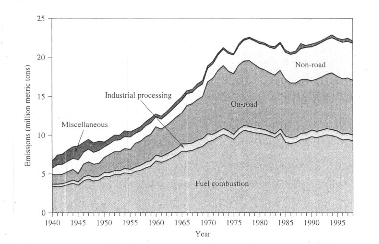 25
20
15
10
5
0
Emissions (million metric tons)
Non-road
Industrial processing
On-road
Miscellaneous
Fuel combustion
1940 1945 1950 1955 1960 1965 1970 1975 1980 1985 1990 1995
Year